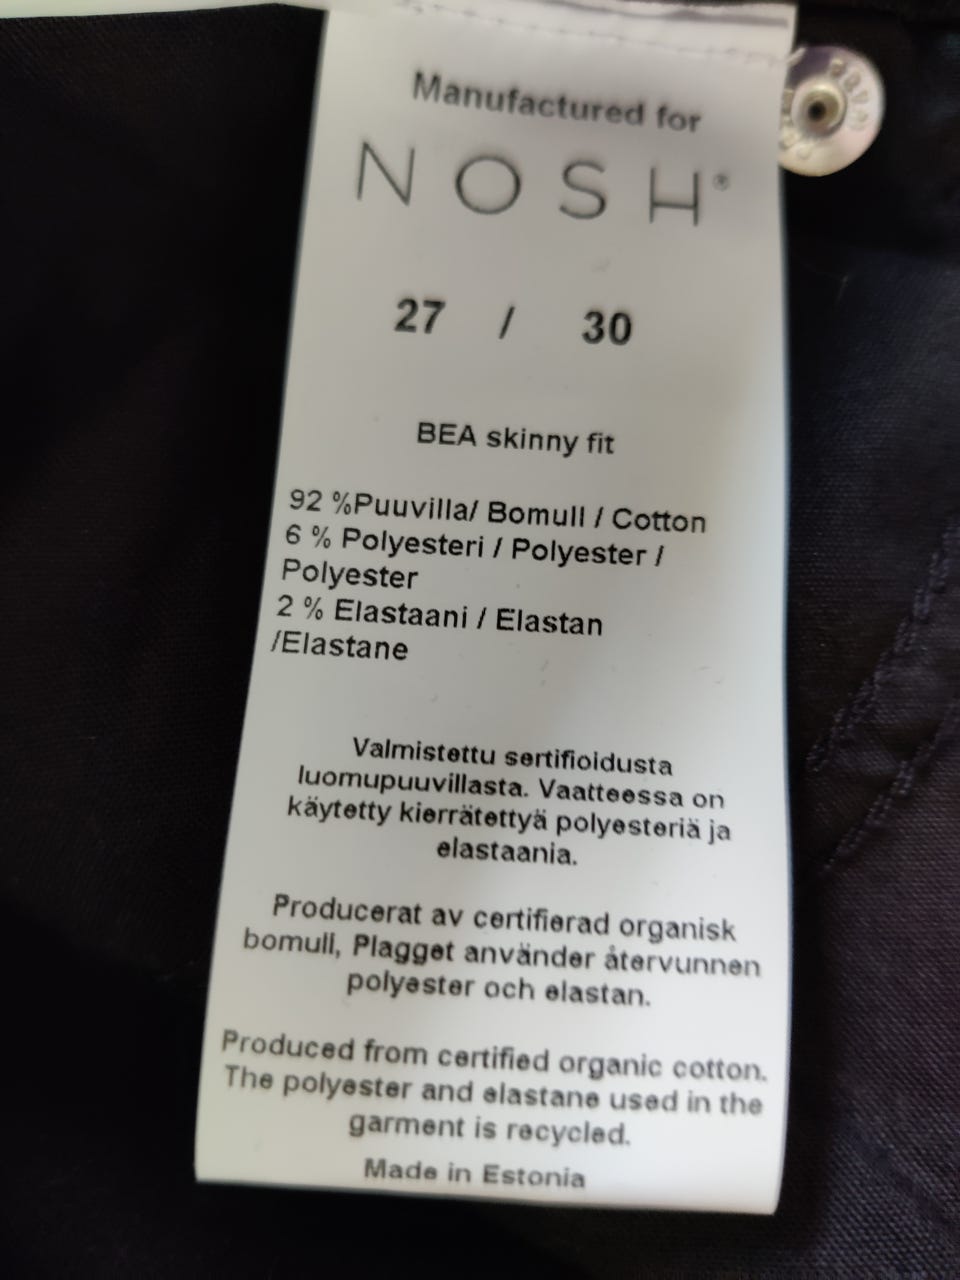 Manufactured for
NOSH®
27 / 30
BEA skinny fit
92 %Puuvilla/ Bomull / Cotton
6 % Polyesteri / Polyester /
Polyester
2 % Elastaani / Elastan
/Elastane
Valmistettu sertifioidusta
luomupuuvillasta. Vaatteessa on
käytetty kierrätettyä polyesteriä ja
elastaania.
Producerat av certifierad organisk
bomull, Plagget använder återvunnen
polyester och elastan.
Produced from certified organic cotton.
The polyester and elastane used in the
garment is recycled.
Made in Estonia